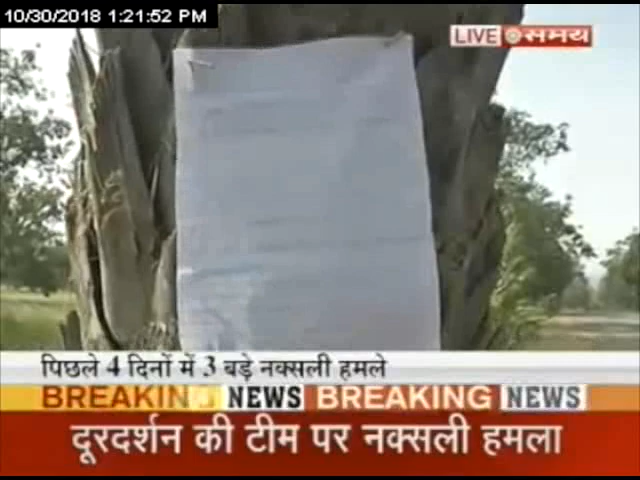 10/30/2018 1:21:52 PM
LIVE समय
पिछले 4 दिनों में 3 बड़े नक्सली हमले
BREAKING NEWS BREAKING NEWS
दूरदर्शन की टीम पर नक्सली हमला